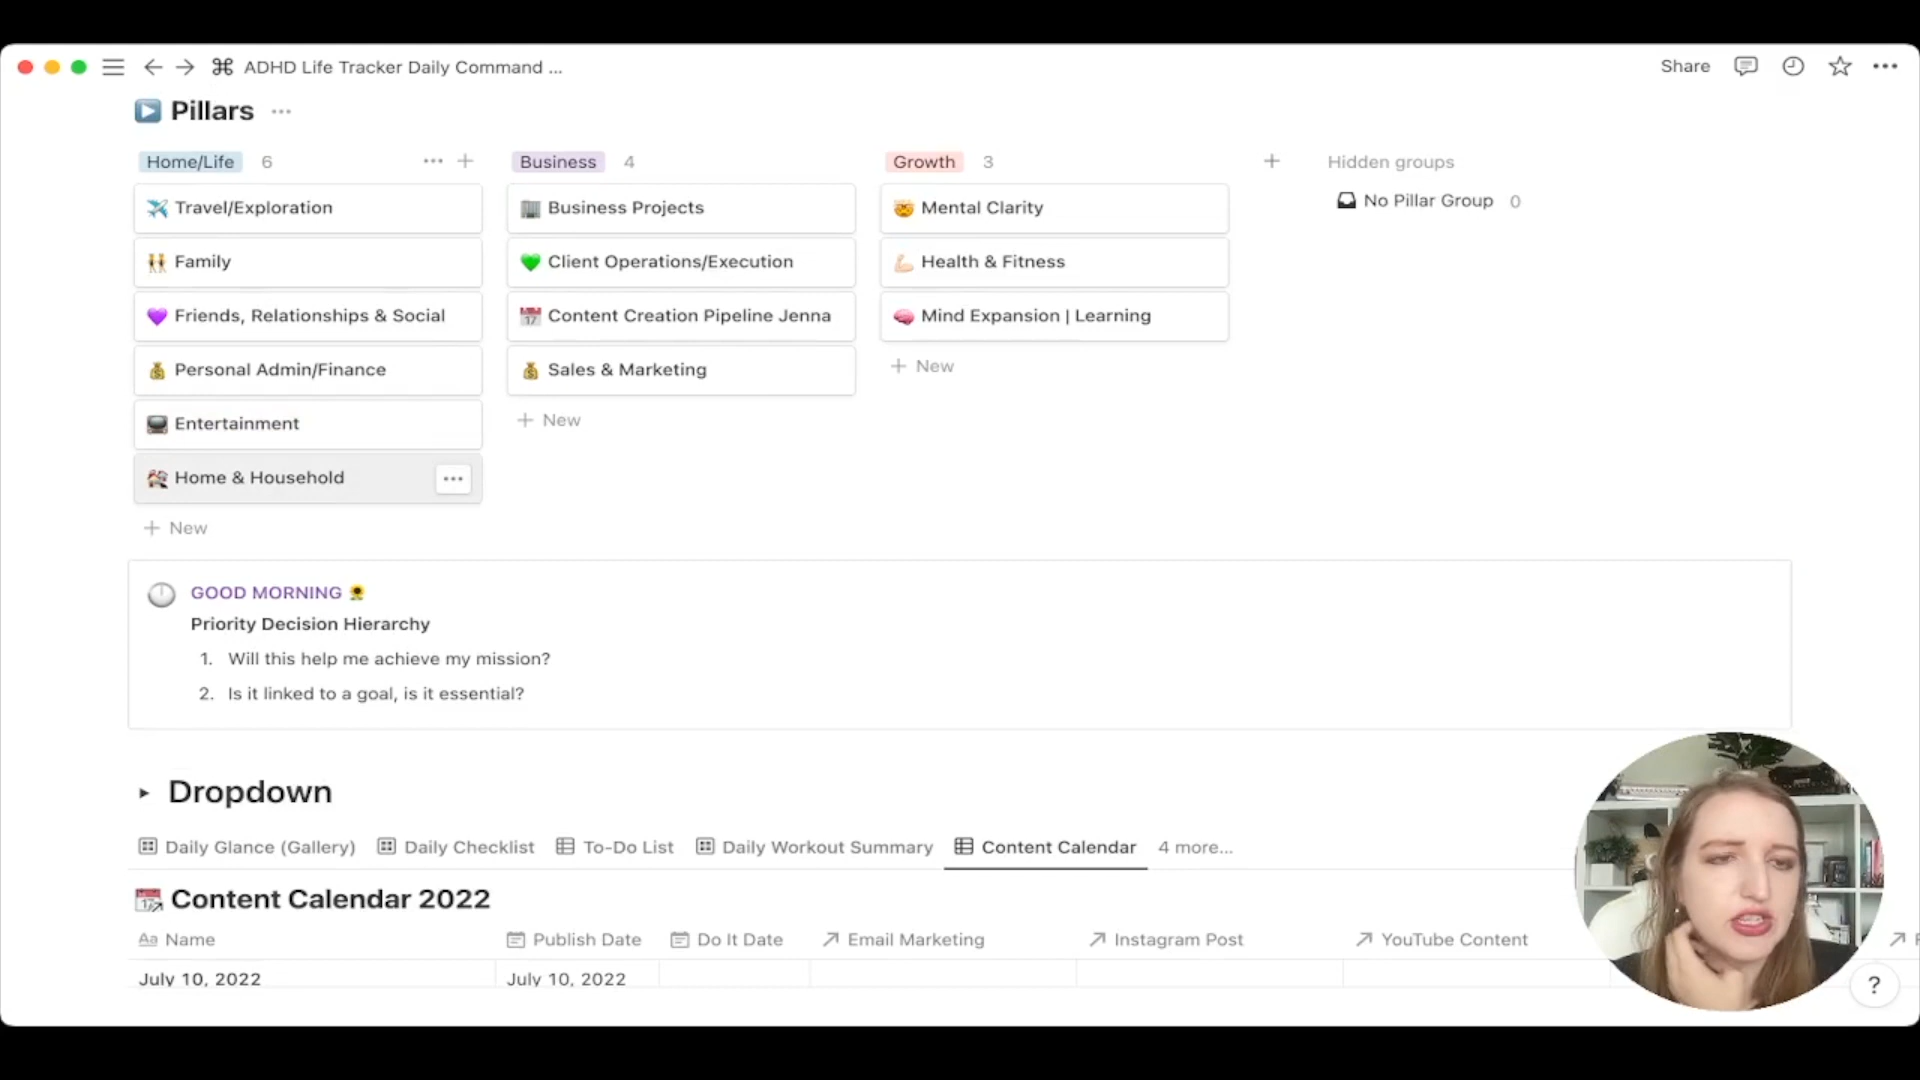 ADHD Life Tracker Daily Command ...
Share
Pillars
Home/Life 6
Travel/Exploration
Family
Friends, Relationships & Social
Personal Admin/Finance
Entertainment
Home & Household
New
Business 4
Business Projects
Client Operations/Execution
Content Creation Pipeline Jenna
Sales & Marketing
New
Growth 3
Mental Clarity
Health & Fitness
Mind Expansion | Learning
New
Hidden groups
No Pillar Group 0
GOOD MORNING
Priority Decision Hierarchy
1. Will this help me achieve my mission?
2. Is it linked to a goal, is it essential?
Dropdown
Daily Glance (Gallery) Daily Checklist To-Do List Daily Workout Summary Content Calendar 4 more...
Content Calendar 2022
Aa Name Publish Date Do It Date Email Marketing Instagram Post YouTube Content
July 10, 2022 July 10, 2022
?